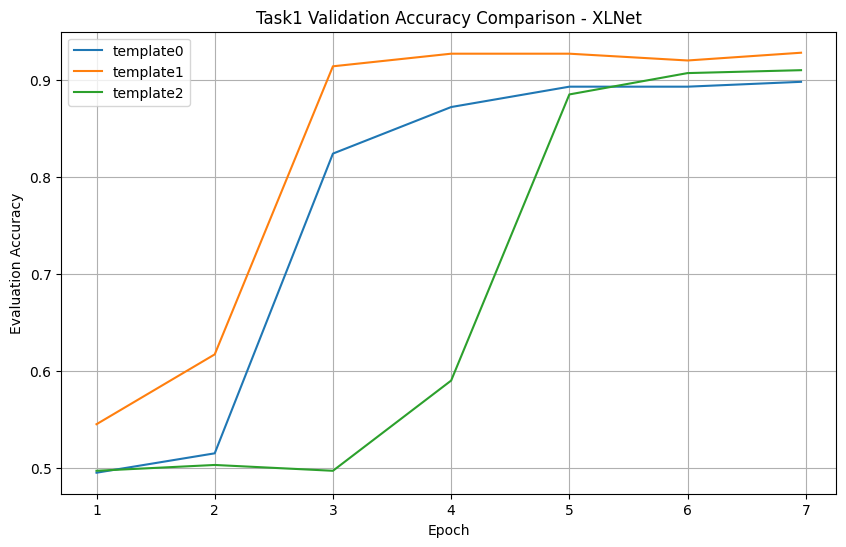 Task1 Validation Accuracy Comparison - XLNet
template0
template1
template2
Evaluation Accuracy
0.9
0.8
0.7
0.6
0.5
1 2 3 4 5 6 7
Epoch